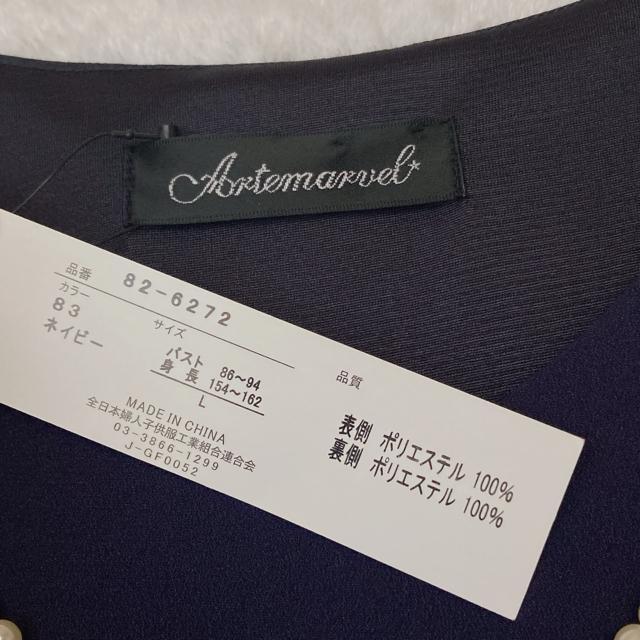 Artemarvel
品番 82-6272
カラー サイズ
83
ネイビー
バスト 86～94
身長 154～162
L
MADE IN CHINA
全日本婦人子供服工業組合連合会
03-3866-1299
J-GF0052
品質
表側 ポリエステル 100%
裏側 ポリエステル 100%